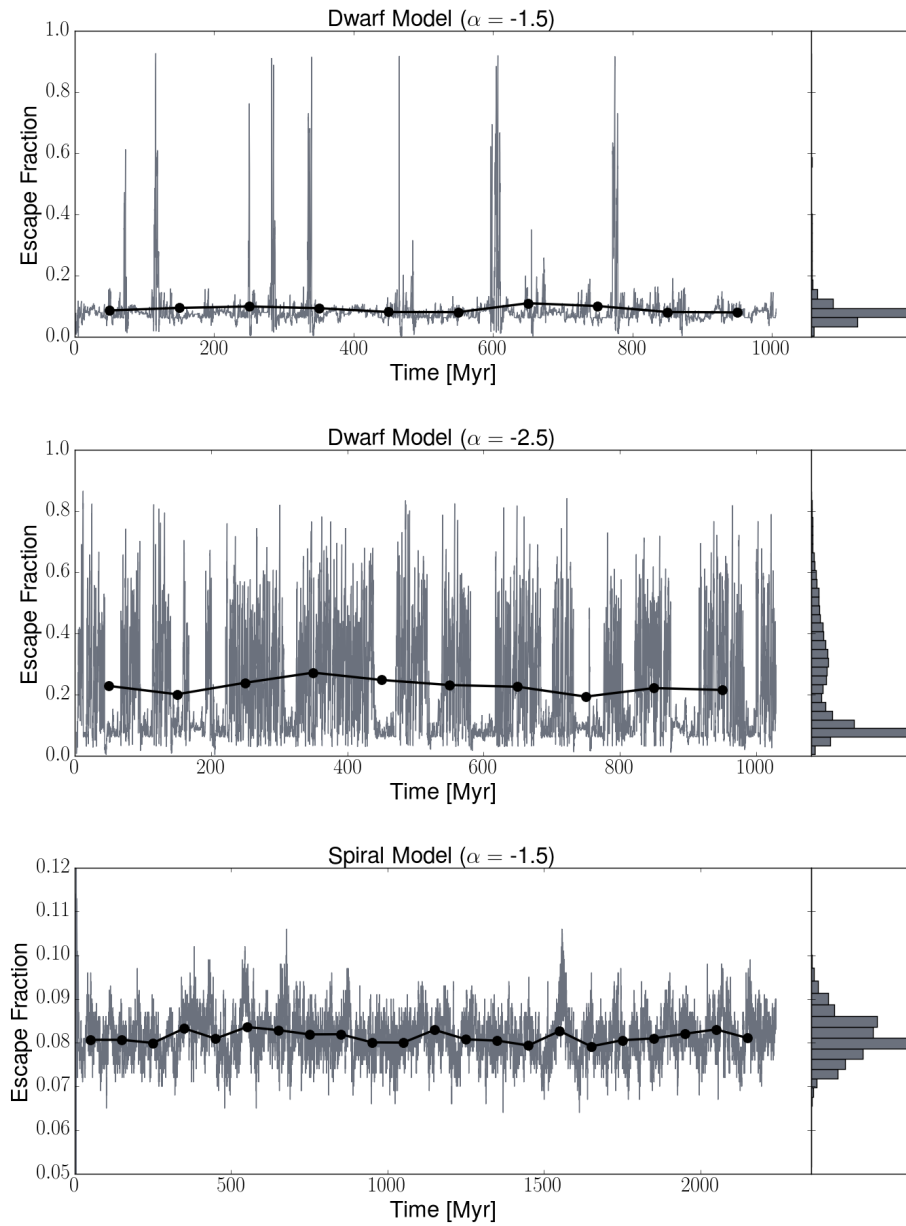 Dwarf Model (α = -1.5)
1.0
0.8
0.6
0.4
0.2
0.0
Escape Fraction
0 200 400 600 800 1000
Time [Myr]
Dwarf Model (α = -2.5)
1.0
0.8
0.6
0.4
0.2
0.0
Escape Fraction
0 200 400 600 800 1000
Time [Myr]
Spiral Model (α = -1.5)
0.12
0.11
0.10
0.09
0.08
0.07
0.06
0.05
Escape Fraction
0 500 1000 1500 2000
Time [Myr]